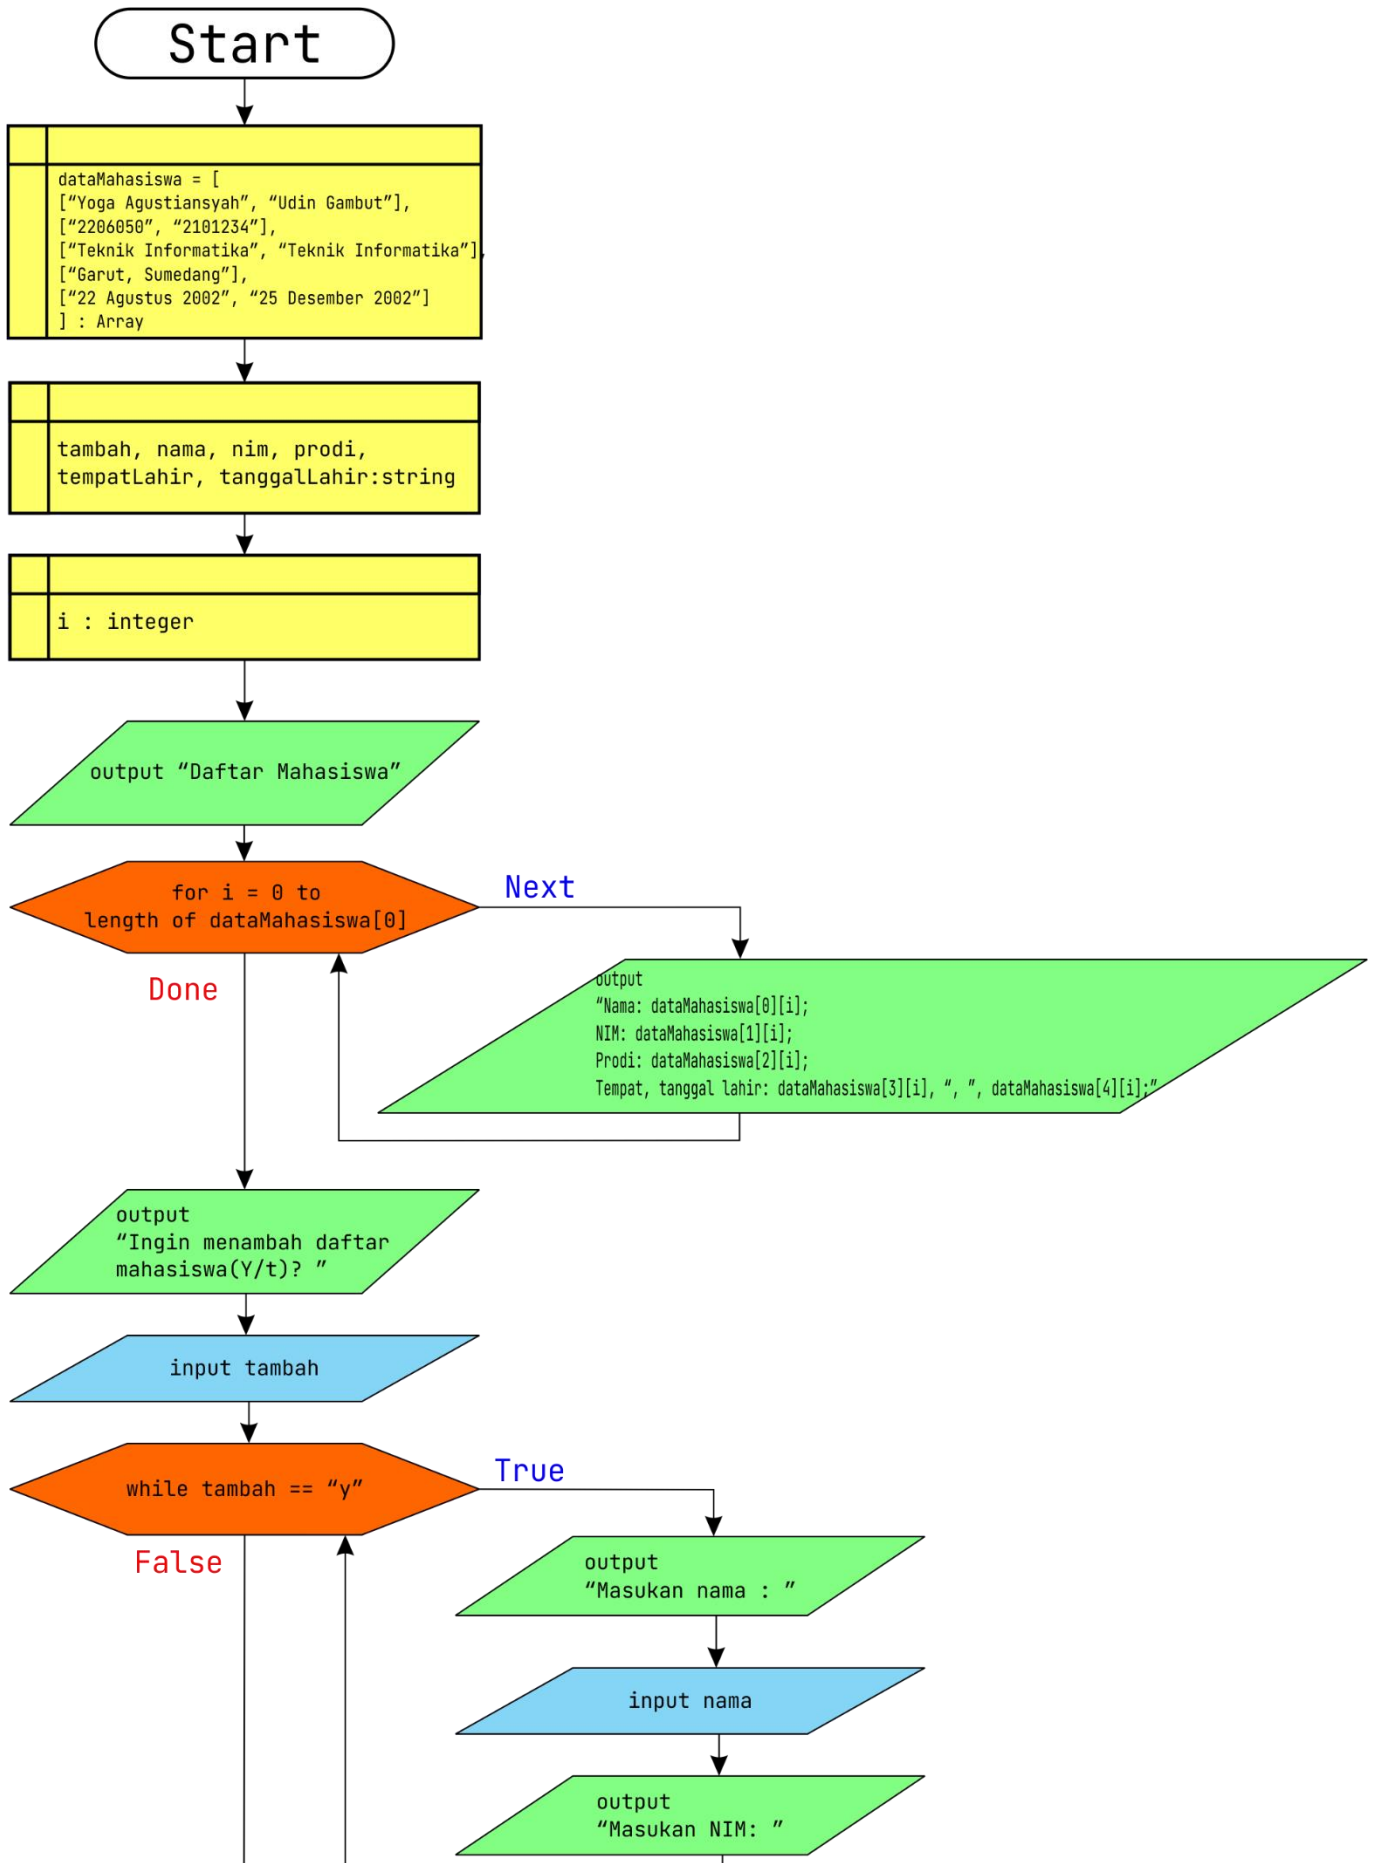 Start
dataMahasiswa = [
[“Yoga Agustiansyah”, “Udin Gambut”],
[“2206050”, “2101234”],
[“Teknik Informatika”, “Teknik Informatika”],
[“Garut, Sumedang”],
[“22 Agustus 2002”, “25 Desember 2002”]
] : Array
tambah, nama, nim, prodi,
tempatLahir, tanggalLahir:string
i : integer
output “Daftar Mahasiswa”
for i = 0 to
length of dataMahasiswa[0]
Next
Done
output
“Nama: dataMahasiswa[0][i];
NIM: dataMahasiswa[1][i];
Prodi: dataMahasiswa[2][i];
Tempat, tanggal lahir: dataMahasiswa[3][i], “, ”, dataMahasiswa[4][i];”
output
“Ingin menambah daftar
mahasiswa(Y/t)? ”
input tambah
while tambah == “y”
True
False
output
“Masukan nama : ”
input nama
output
“Masukan NIM: ”